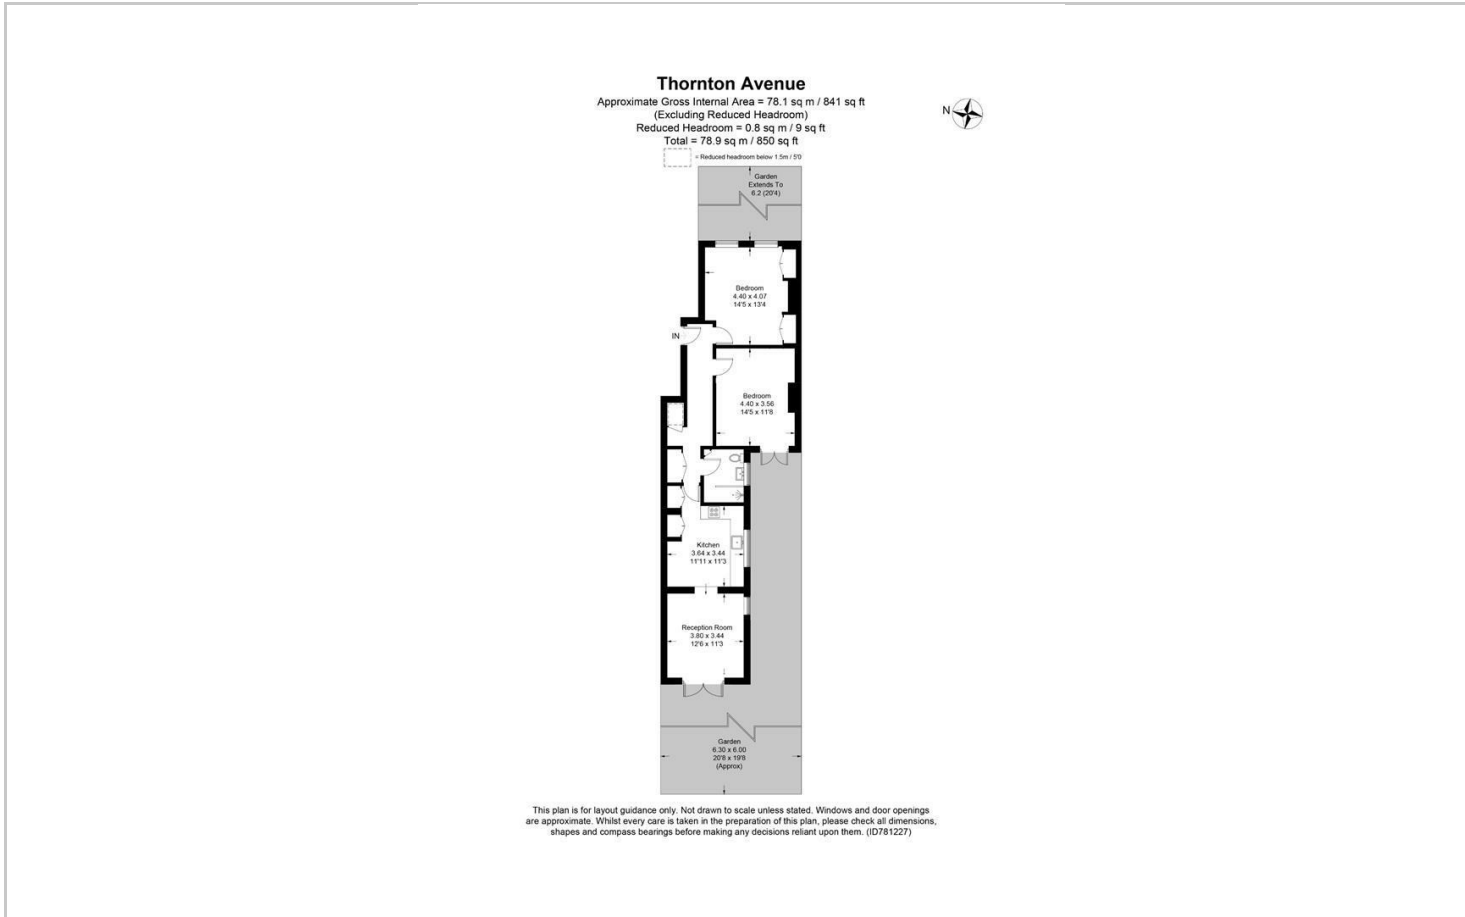 Thornton Avenue
Approximate Gross Internal Area = 78.1 sq m / 841 sq ft
(Excluding Reduced Headroom)
Reduced Headroom = 0.8 sq m / 9 sq ft
Total = 78.9 sq m / 850 sq ft
N
= Reduced headroom below 1.5m / 5'0
Garden
Extends To
6.2 (20'4)
Bedroom
4.40 x 4.07
14'5 x 13'4
IN
Bedroom
4.40 x 3.56
14'5 x 11'8
Kitchen
3.64 x 3.44
11'11 x 11'3
Reception Room
3.80 x 3.44
12'6 x 11'3
Garden
6.30 x 6.00
20'8 x 19'8
(Approx)
This plan is for layout guidance only. Not drawn to scale unless stated. Windows and door openings
are approximate. Whilst every care is taken in the preparation of this plan, please check all dimensions,
shapes and compass bearings before making any decisions reliant upon them. (ID781227)